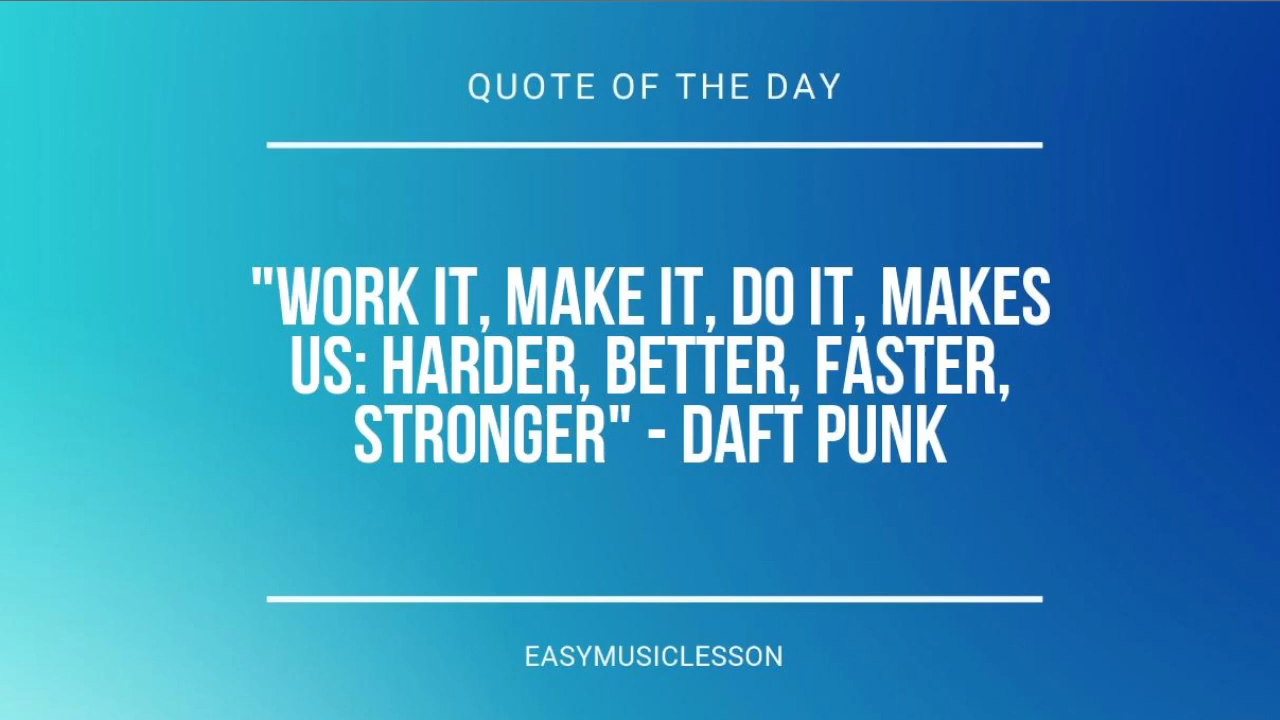 QUOTE OF THE DAY
"WORK IT, MAKE IT, DO IT, MAKES
US: HARDER, BETTER, FASTER,
STRONGER" - DAFT PUNK
EASYMUSICLESSON